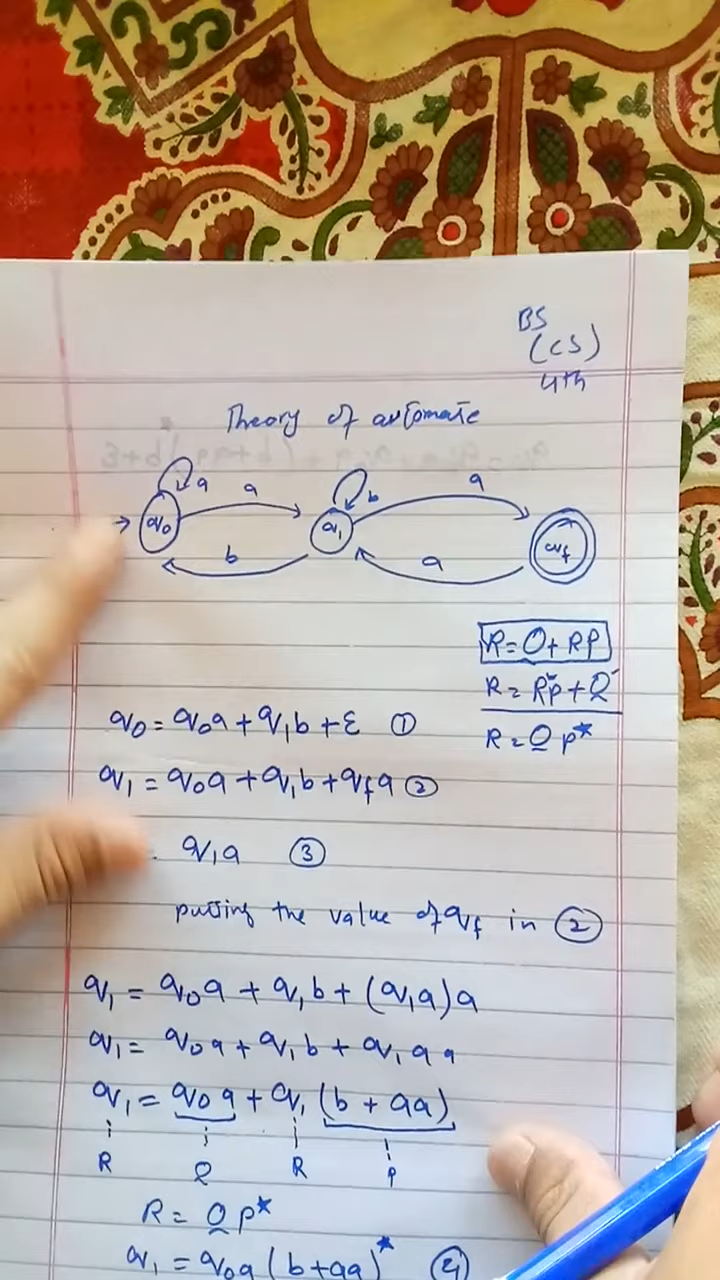 BS
(CS)
4th
Theory of automate
a a b a
→ q0 q1 qf
b a
R=Q+RP
R=RP+Q
R=QP*
q0 = q0a + q1b + ε ①
q1 = q0a + q1b + qfa ②
q1a ③
putting the value of qf in ②
q1 = q0a + q1b + (q1a)a
q1 = q0a + q1b + q1aa
q1 = q0a + q1 (b + aa)
R Q R P
R = QP*
q1 = q0a (b+aa)* ④